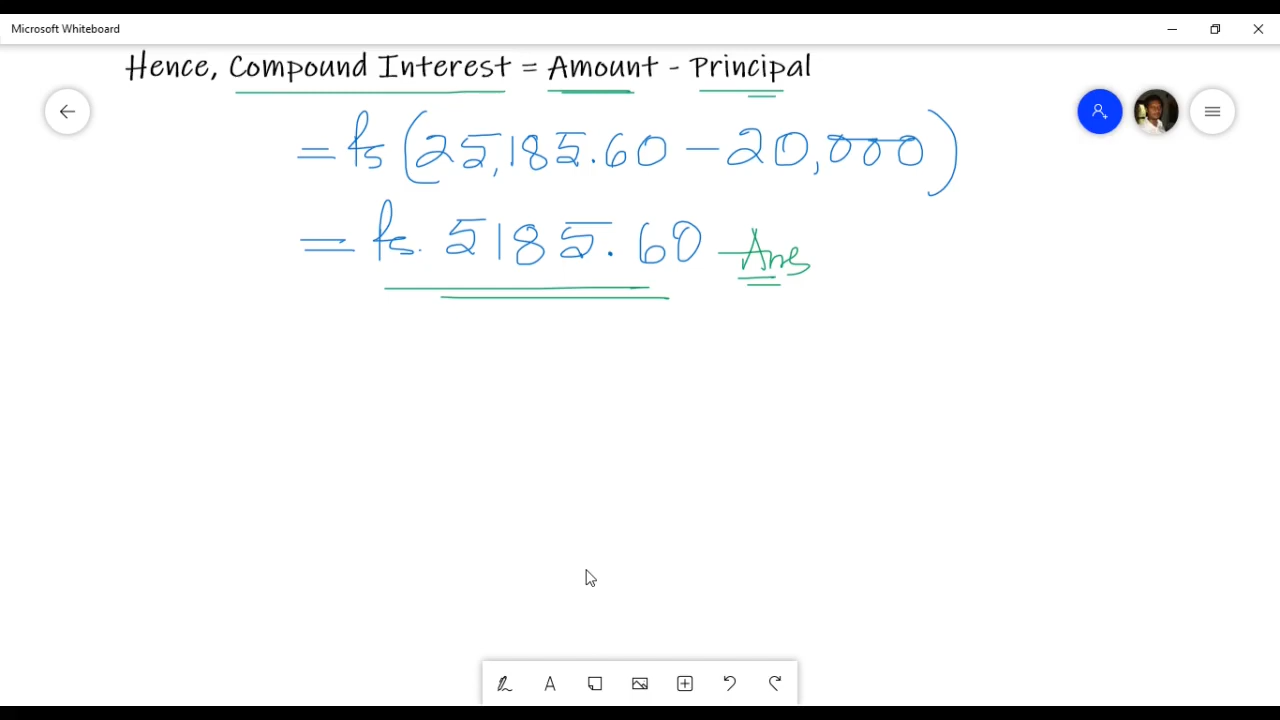 Microsoft Whiteboard
Hence, Compound Interest = Amount - Principal
= Rs (25,185.60 - 20,000)
= Rs. 5185.60 - Ans
A